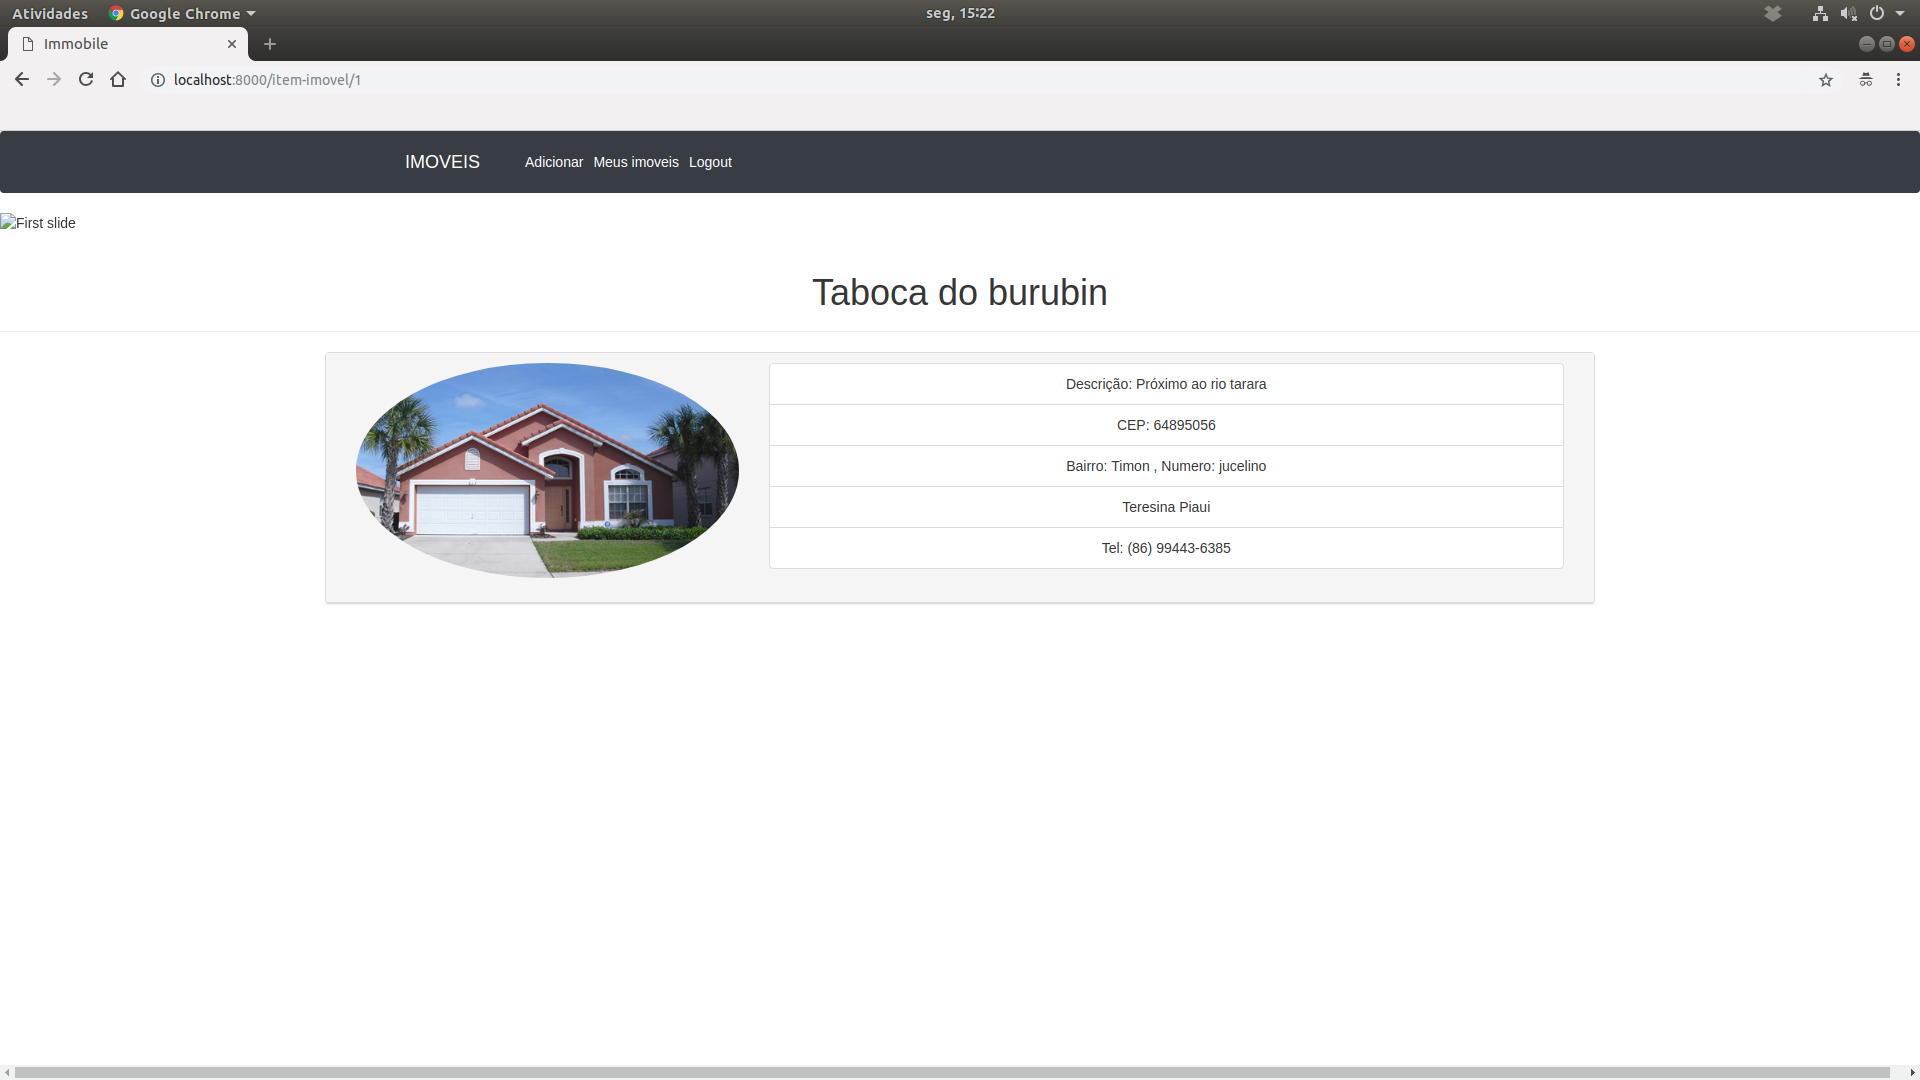 Atividades Google Chrome seg, 15:22
Immobile
localhost:8000/item-imovel/1
IMOVEIS Adicionar Meus imoveis Logout
First slide
Taboca do burubin
Descrição: Próximo ao rio tarara
CEP: 64895056
Bairro: Timon , Numero: jucelino
Teresina Piaui
Tel: (86) 99443-6385